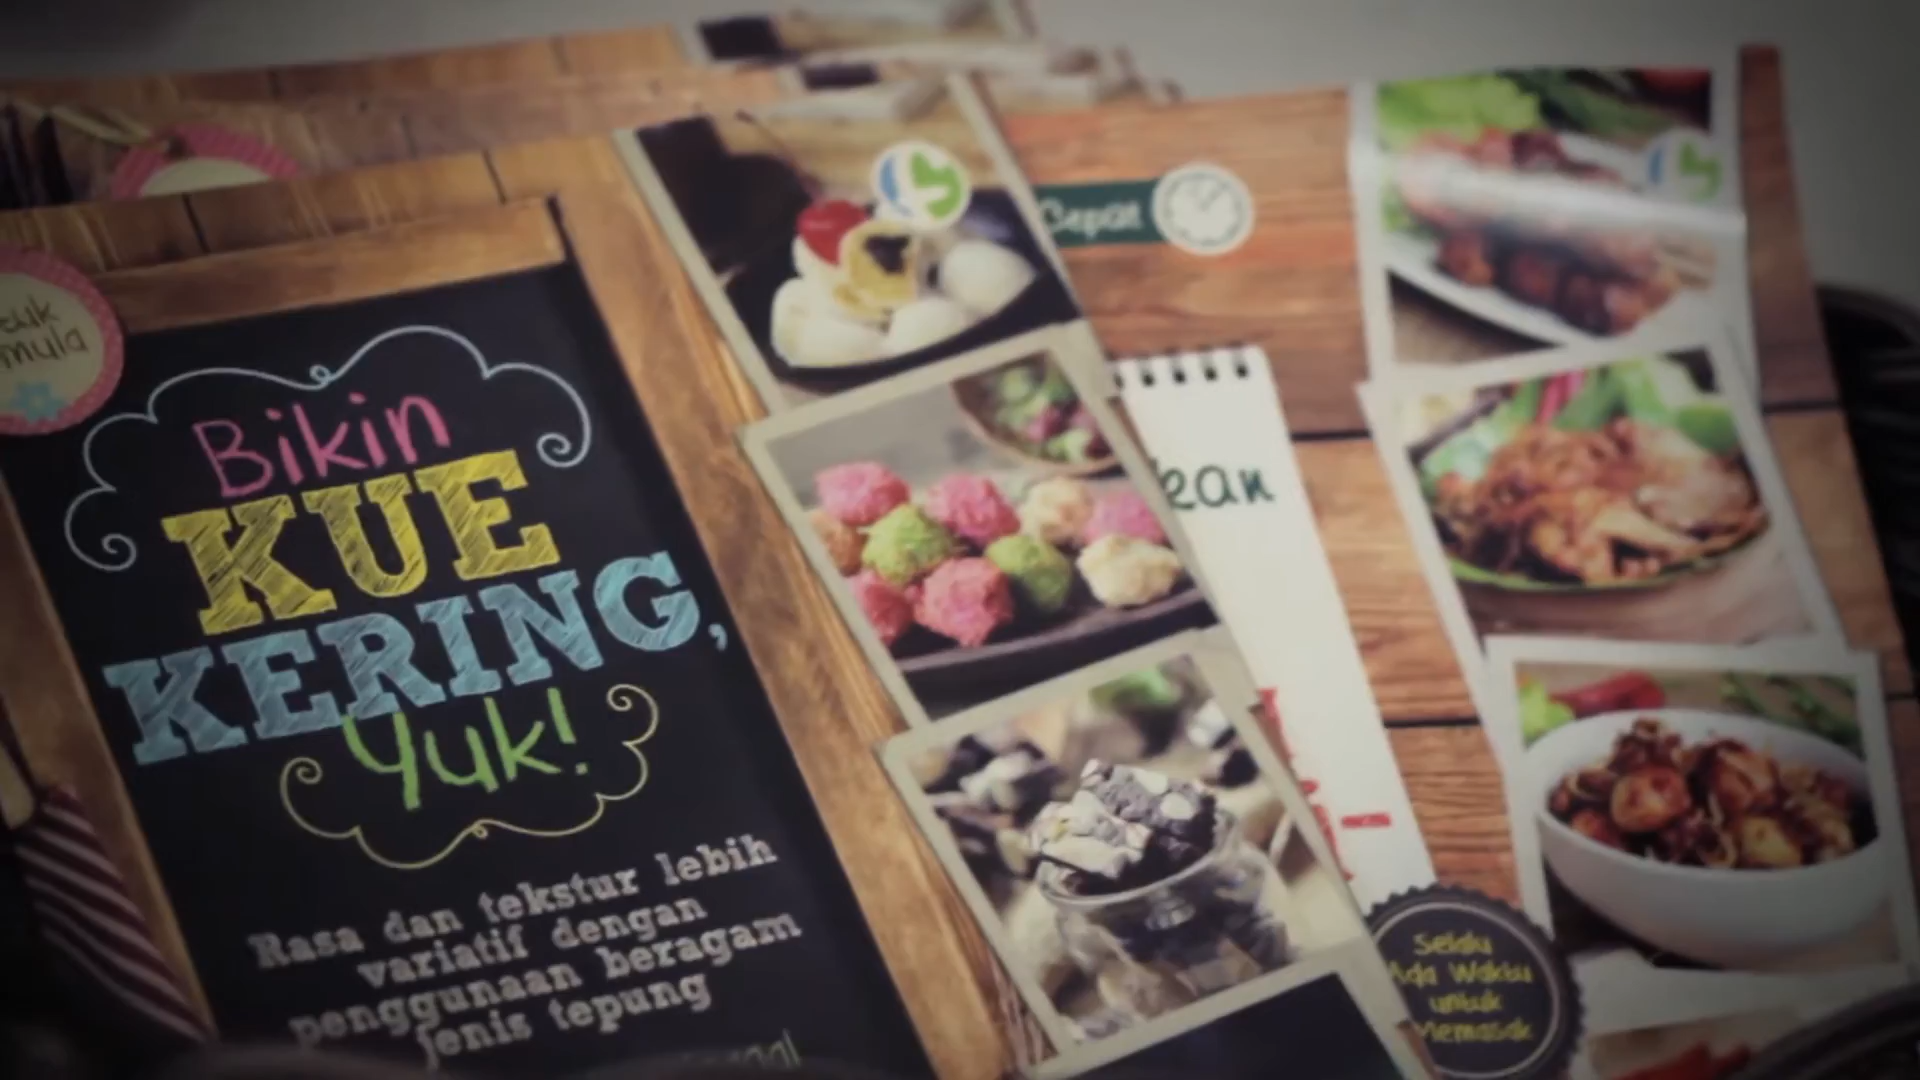 Bikin
KUE
KERING,
Yuk!
Rasa dan tekstur lebih
variatif dengan
penggunaan beragam
jenis tepung
Cepat
kan
Selalu
Ada Waktu
untuk
Memasak